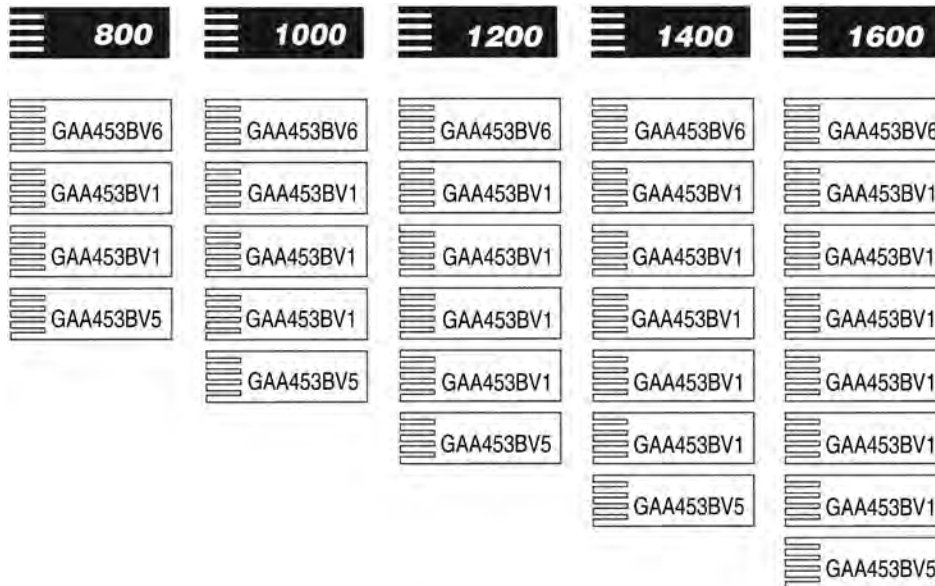 800 1000 1200 1400 1600
GAA453BV6 GAA453BV6 GAA453BV6 GAA453BV6 GAA453BV6
GAA453BV1 GAA453BV1 GAA453BV1 GAA453BV1 GAA453BV1
GAA453BV1 GAA453BV1 GAA453BV1 GAA453BV1 GAA453BV1
GAA453BV5 GAA453BV1 GAA453BV1 GAA453BV1 GAA453BV1
GAA453BV5 GAA453BV1 GAA453BV1 GAA453BV1
GAA453BV5 GAA453BV1 GAA453BV1
GAA453BV5 GAA453BV1
GAA453BV5